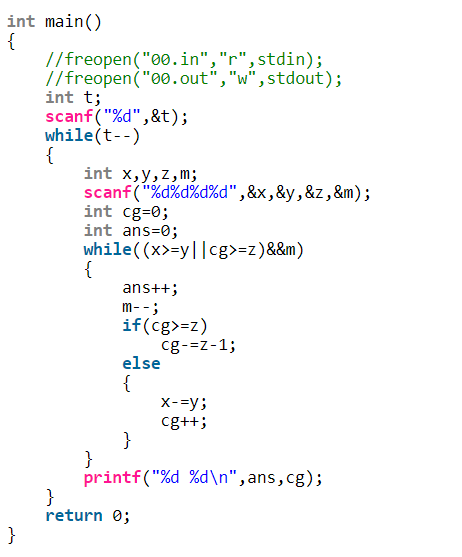 int main()
{
    //freopen("00.in","r",stdin);
    //freopen("00.out","w",stdout);
    int t;
    scanf("%d",&t);
    while(t--)
    {
        int x,y,z,m;
        scanf("%d%d%d%d",&x,&y,&z,&m);
        int cg=0;
        int ans=0;
        while((x>=y||cg>=z)&&m)
        {
            ans++;
            m--;
            if(cg>=z)
                cg-=z-1;
            else
            {
                x-=y;
                cg++;
            }
        }
        printf("%d %d\n",ans,cg);
    }
    return 0;
}